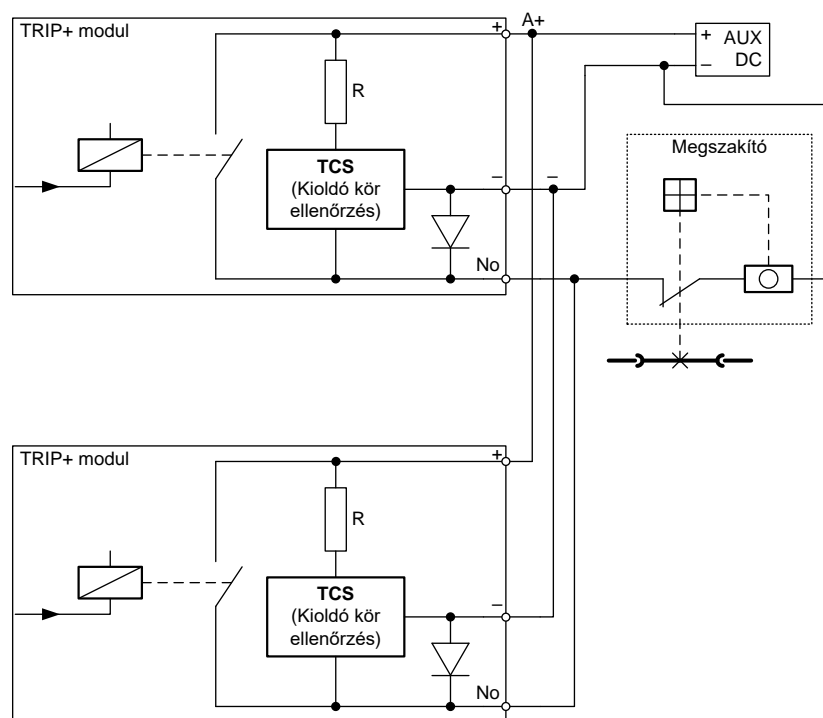 TRIP+ modul
+
A+
+ AUX
– DC
R
Megszakító
TCS
(Kioldó kör
ellenőrzés)
–
–
No
TRIP+ modul
+
R
TCS
(Kioldó kör
ellenőrzés)
–
No